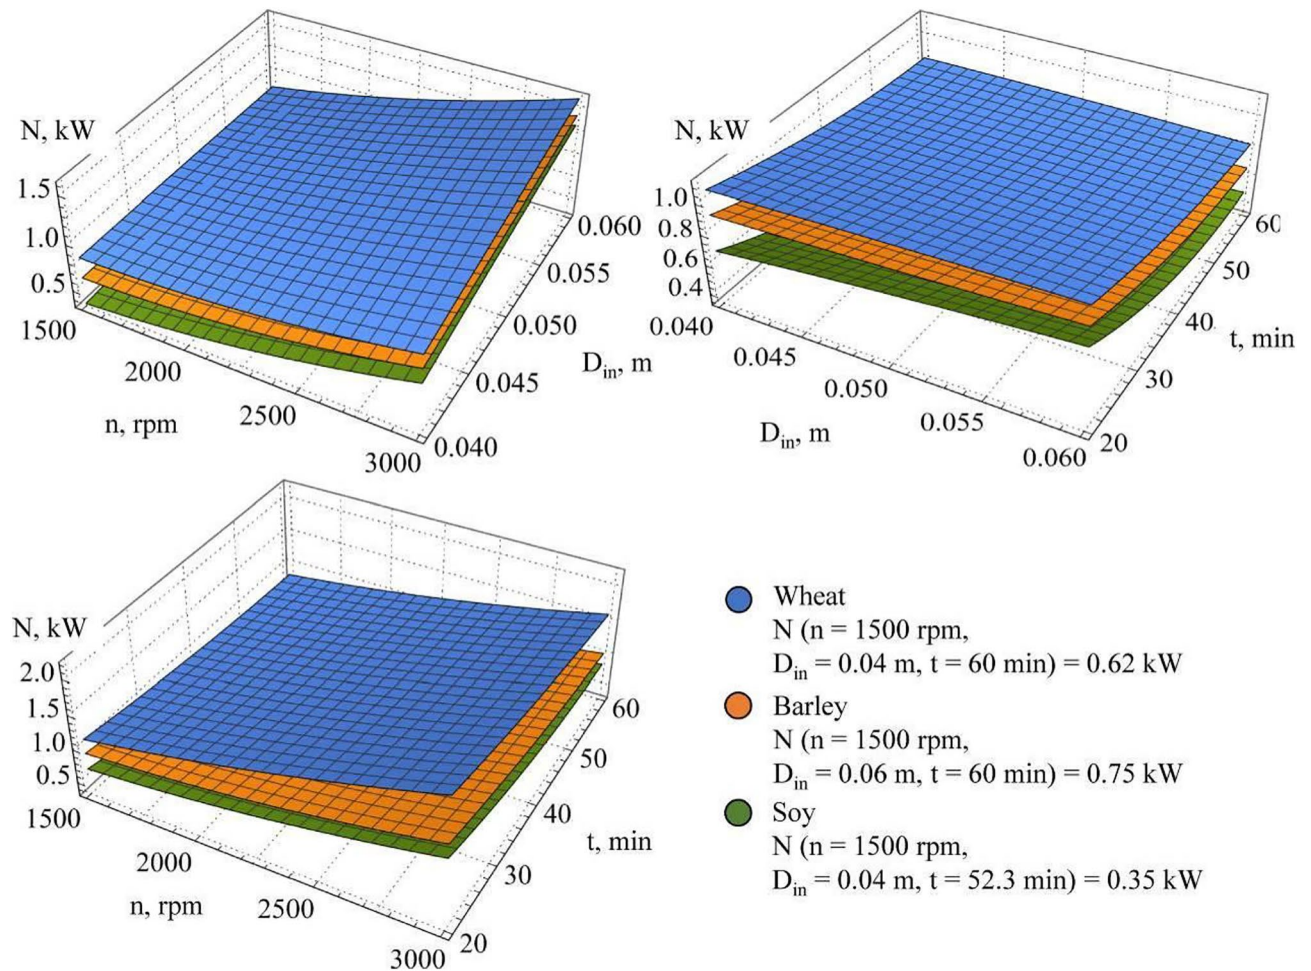 N, kW
1.5
1.0
0.5
1500
2000
2500
3000
n, rpm
0.060
0.055
0.050
0.045
0.040
D_in, m
N, kW
1.0
0.8
0.6
0.4
0.040
0.045
0.050
0.055
0.060
D_in, m
60
50
40
30
20
t, min
N, kW
2.0
1.5
1.0
0.5
1500
2000
2500
3000
n, rpm
60
50
40
30
20
t, min
Wheat
N (n = 1500 rpm,
D_in = 0.04 m, t = 60 min) = 0.62 kW
Barley
N (n = 1500 rpm,
D_in = 0.06 m, t = 60 min) = 0.75 kW
Soy
N (n = 1500 rpm,
D_in = 0.04 m, t = 52.3 min) = 0.35 kW